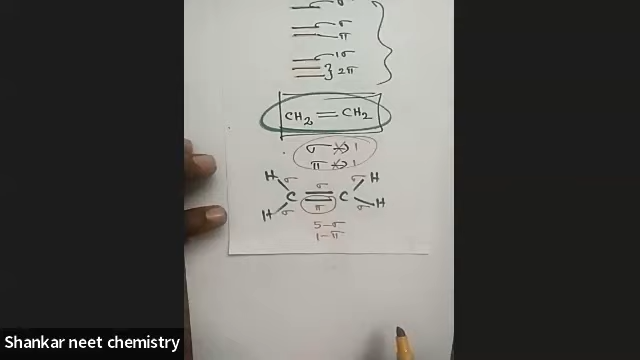 σ
σ
π
1σ
} 2π
CH2 = CH2
σ → 1
π → 1
H σ σ H
C σ C
π
H σ σ H
5-σ
1-π
Shankar neet chemistry